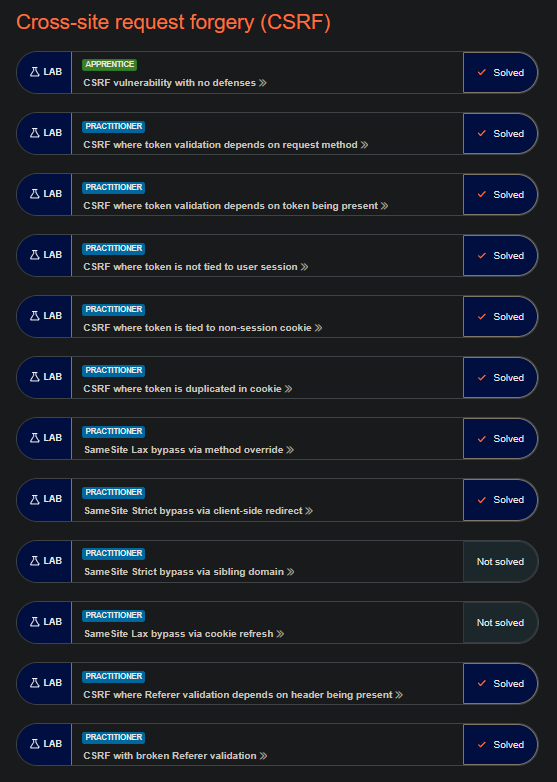 Cross-site request forgery (CSRF)
LAB
APPRENTICE
CSRF vulnerability with no defenses
Solved
LAB
PRACTITIONER
CSRF where token validation depends on request method
Solved
LAB
PRACTITIONER
CSRF where token validation depends on token being present
Solved
LAB
PRACTITIONER
CSRF where token is not tied to user session
Solved
LAB
PRACTITIONER
CSRF where token is tied to non-session cookie
Solved
LAB
PRACTITIONER
CSRF where token is duplicated in cookie
Solved
LAB
PRACTITIONER
SameSite Lax bypass via method override
Solved
LAB
PRACTITIONER
SameSite Strict bypass via client-side redirect
Solved
LAB
PRACTITIONER
SameSite Strict bypass via sibling domain
Not solved
LAB
PRACTITIONER
SameSite Lax bypass via cookie refresh
Not solved
LAB
PRACTITIONER
CSRF where Referer validation depends on header being present
Solved
LAB
PRACTITIONER
CSRF with broken Referer validation
Solved